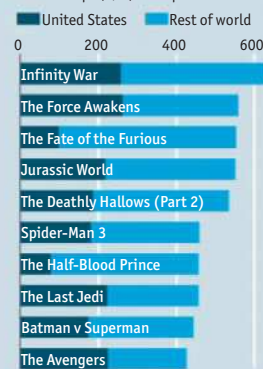 United States Rest of world
0 200 400 600
Infinity War
The Force Awakens
The Fate of the Furious
Jurassic World
The Deathly Hallows (Part 2)
Spider-Man 3
The Half-Blood Prince
The Last Jedi
Batman v Superman
The Avengers